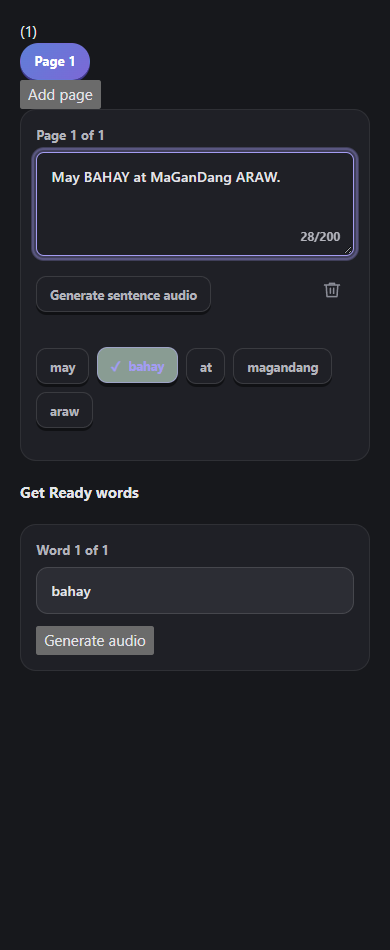 (1)
Page 1
Add page
Page 1 of 1
May BAHAY at MaGanDang ARAW.
28/200
Generate sentence audio
may
✓ bahay
at
magandang
araw
Get Ready words
Word 1 of 1
bahay
Generate audio